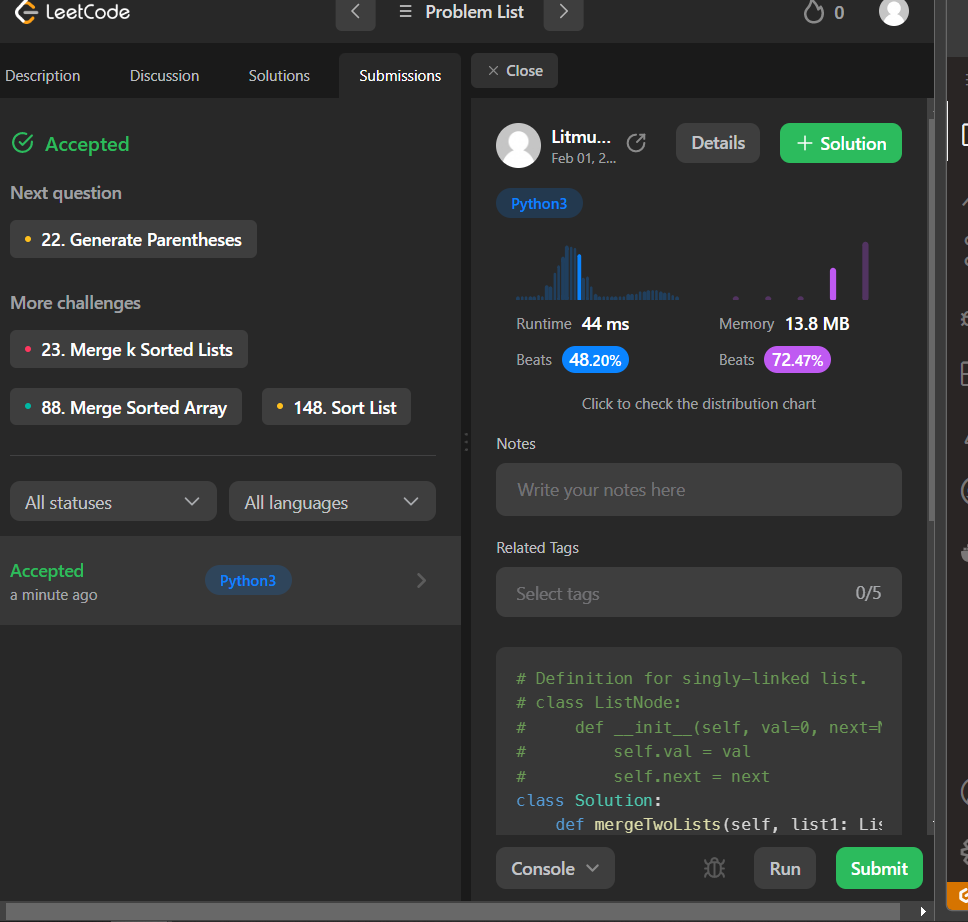 LeetCode
Problem List
0
Description
Discussion
Solutions
Submissions
Close
Accepted
Next question
22. Generate Parentheses
More challenges
23. Merge k Sorted Lists
88. Merge Sorted Array
148. Sort List
All statuses
All languages
Accepted
Python3
a minute ago
Litmu...
Feb 01, 2...
Details
Solution
Python3
Runtime 44 ms
Memory 13.8 MB
Beats 48.20%
Beats 72.47%
Click to check the distribution chart
Notes
Write your notes here
Related Tags
Select tags
0/5
# Definition for singly-linked list.
# class ListNode:
#     def __init__(self, val=0, next=N
#         self.val = val
#         self.next = next
class Solution:
    def mergeTwoLists(self, list1: Lis
Console
Run
Submit